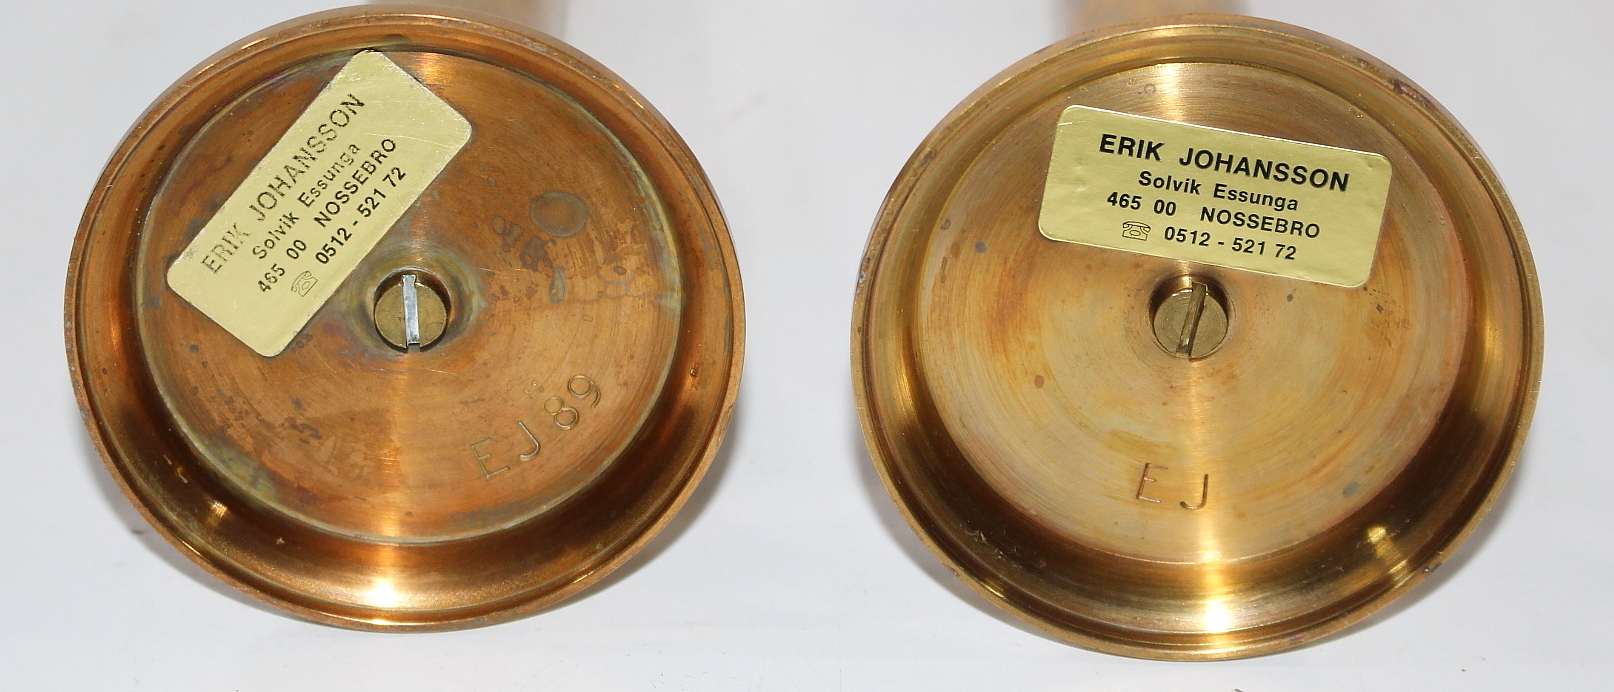 ERIK JOHANSSON
Solvik Essunga
465 00 NOSSEBRO
☏ 0512 - 521 72
EJ 89
ERIK JOHANSSON
Solvik Essunga
465 00 NOSSEBRO
☏ 0512 - 521 72
EJ